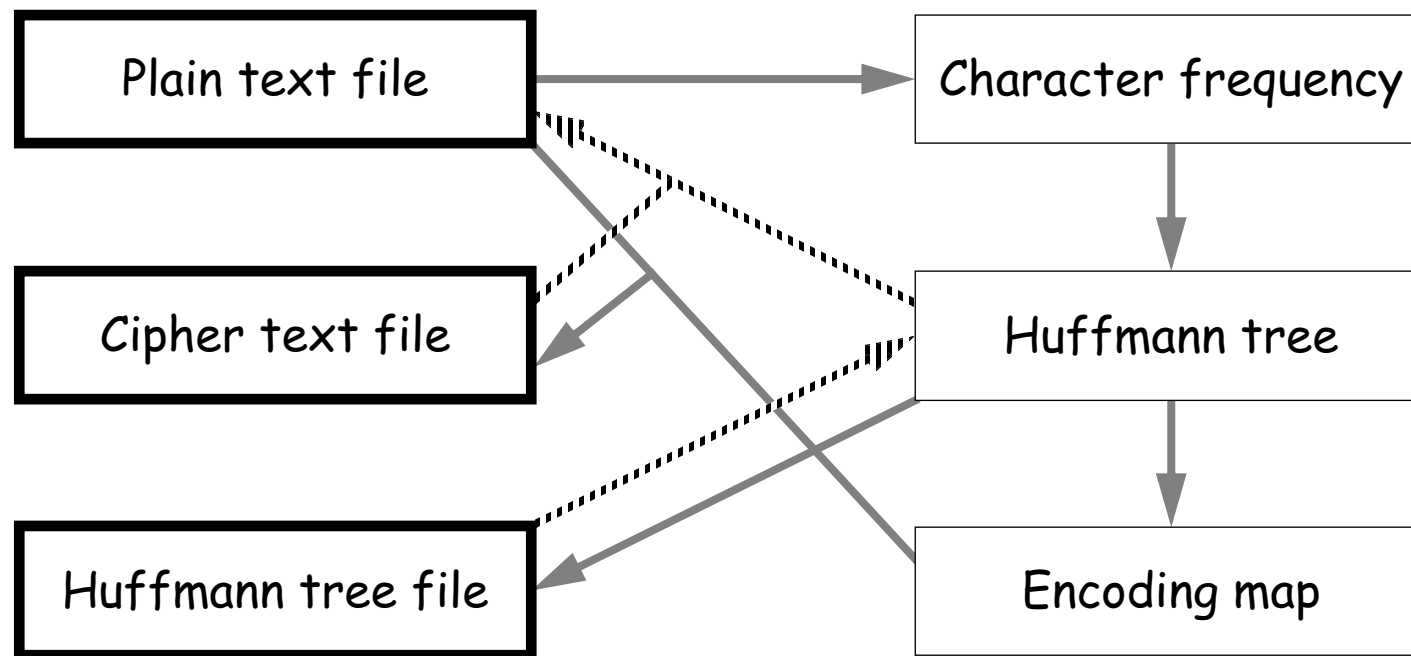 Plain text file
Character frequency
Cipher text file
Huffmann tree
Huffmann tree file
Encoding map